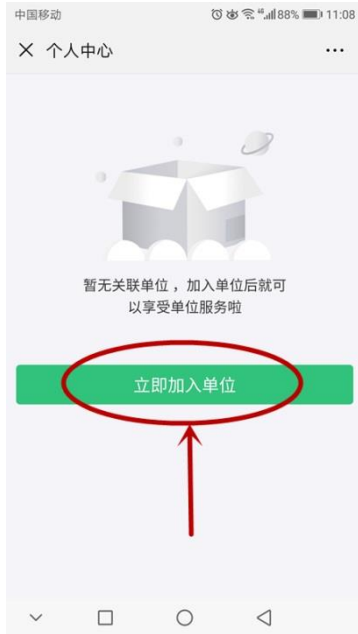 中国移动 88% 11:08
个人中心
暂无关联单位，加入单位后就可
以享受单位服务啦
立即加入单位